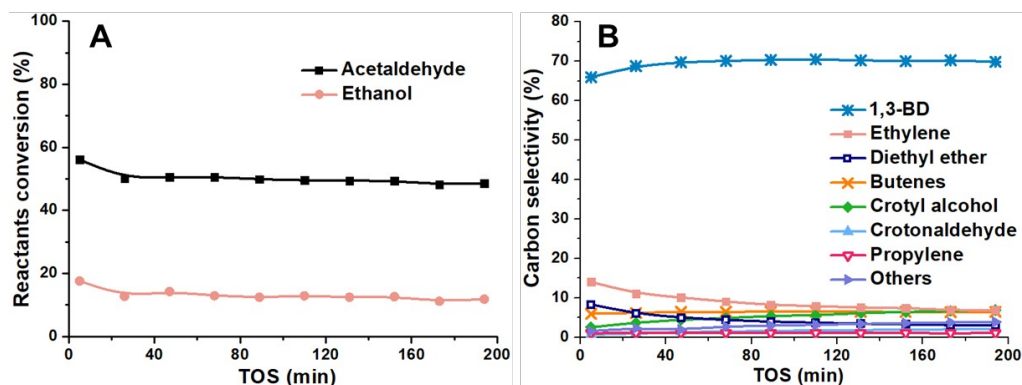 A
Reactants conversion (%)
100
80
60
40
20
0
Acetaldehyde
Ethanol
0 40 80 120 160 200
TOS (min)
B
Carbon selectivity (%)
80
70
60
50
40
30
20
10
0
1,3-BD
Ethylene
Diethyl ether
Butenes
Crotyl alcohol
Crotonaldehyde
Propylene
Others
0 40 80 120 160 200
TOS (min)